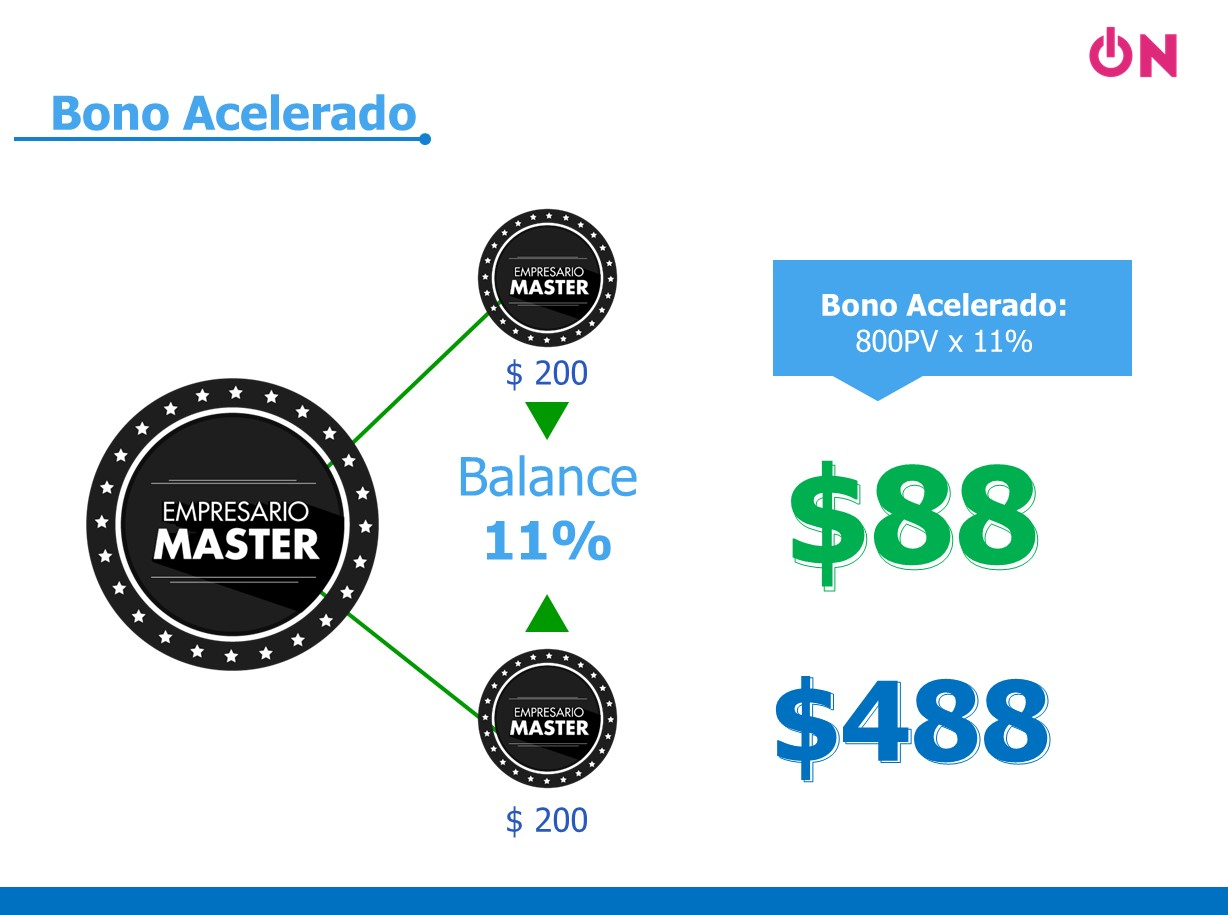 ON
Bono Acelerado
EMPRESARIO
MASTER
$ 200
Bono Acelerado:
800PV x 11%
EMPRESARIO
MASTER
Balance
11%
$88
EMPRESARIO
MASTER
$ 200
$488